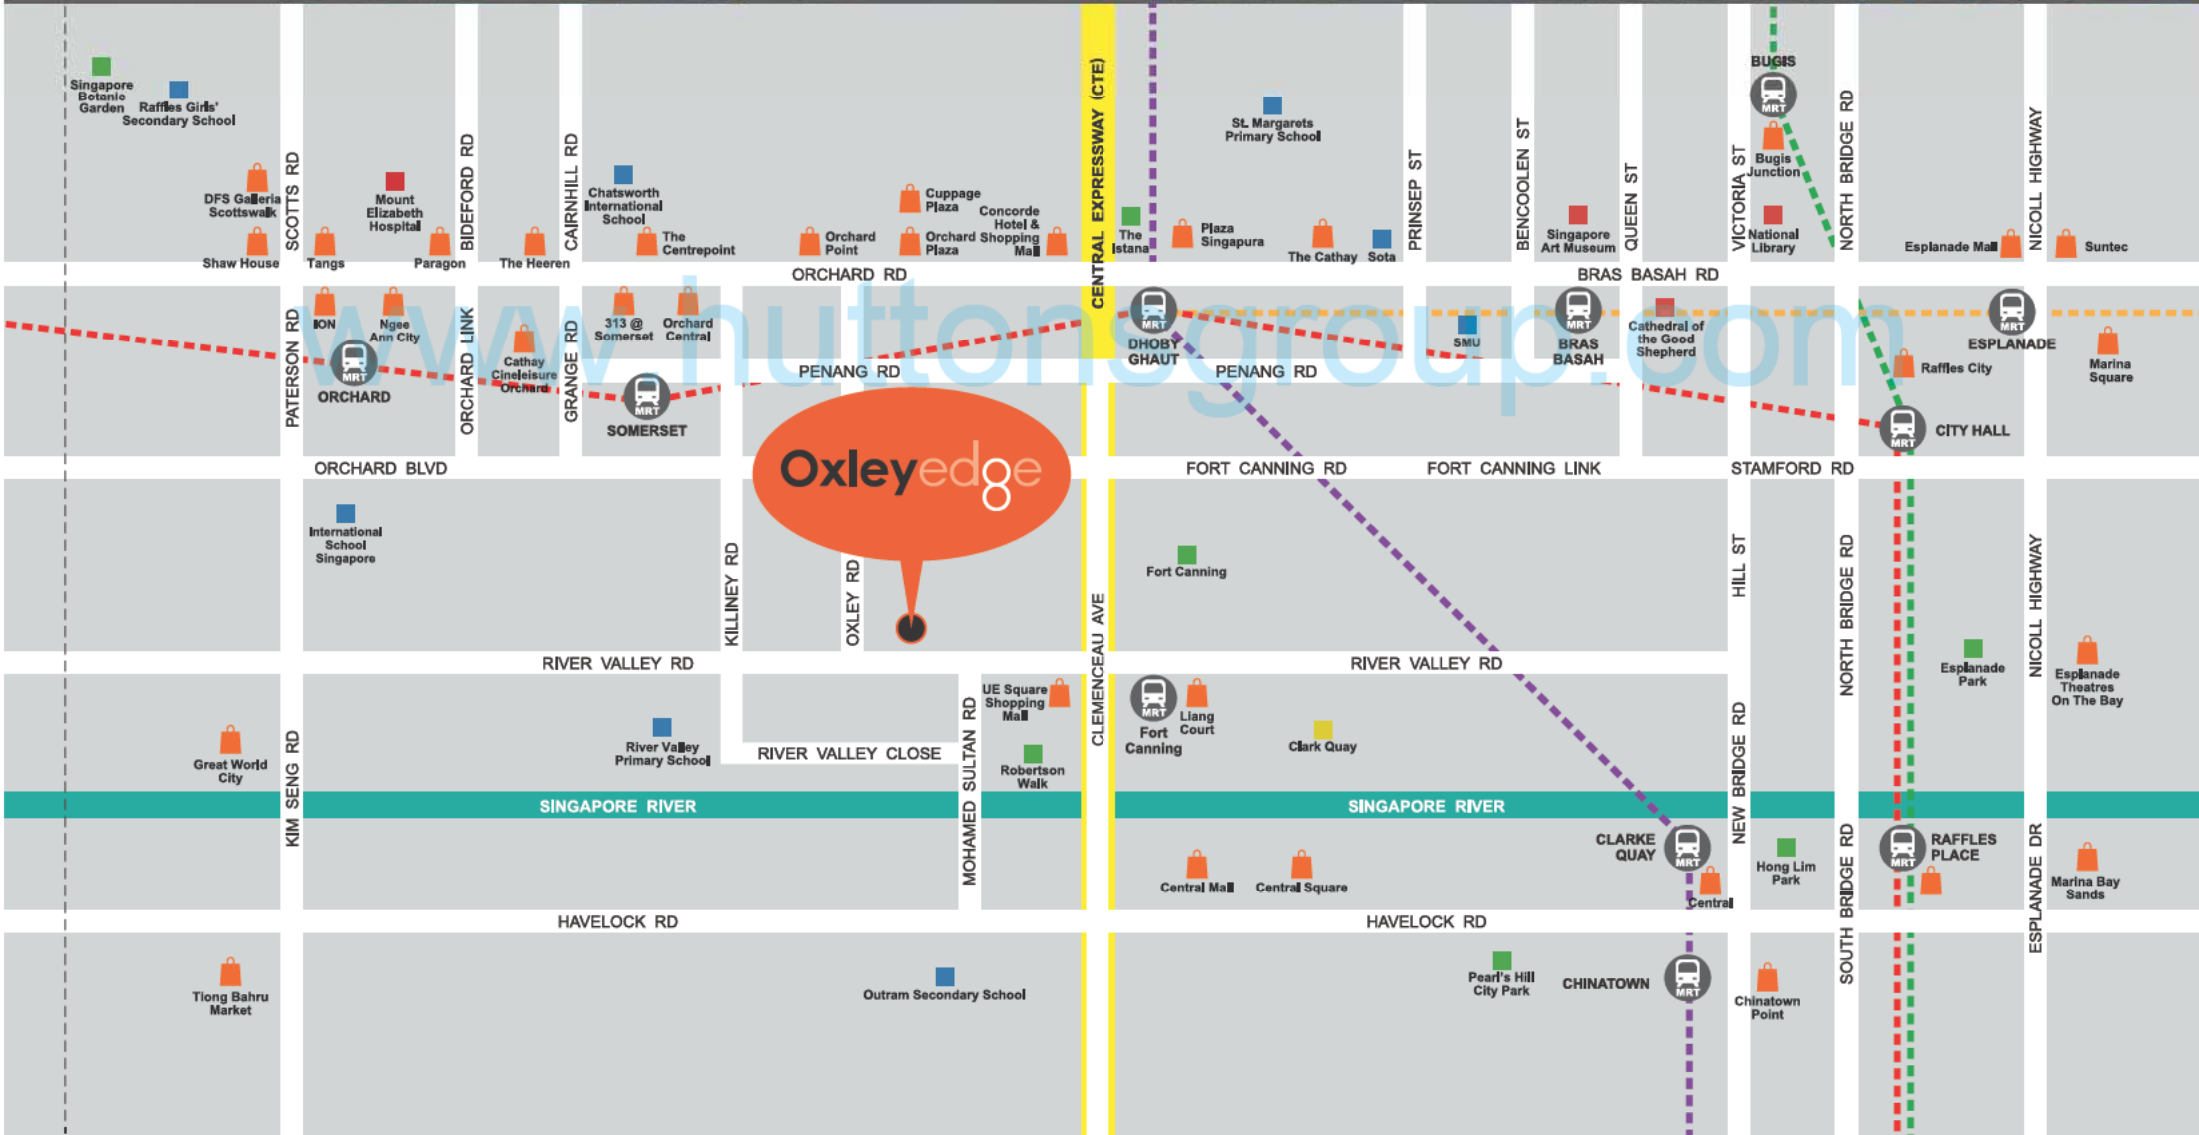 BUGIS
MRT
Singapore
Botanic
Garden
Raffles Girls'
Secondary School
St. Margarets
Primary School
CENTRAL EXPRESSWAY (CTE)
SCOTTS RD
BIDEFORD RD
CAIRNHILL RD
PRINSEP ST
BENCOOLEN ST
QUEEN ST
VICTORIA ST
NORTH BRIDGE RD
NICOLL HIGHWAY
Bugis
Junction
DFS Galleria
Scottswalk
Mount
Elizabeth
Hospital
Chatsworth
International
School
Cuppage
Plaza
Concorde
Hotel &
Shopping
Mall
The
Istana
Plaza
Singapura
The Cathay
Sota
Singapore
Art Museum
National
Library
Esplanade Mall
Suntec
Shaw House
Tangs
Paragon
The Heeren
The
Centrepoint
Orchard
Point
Orchard
Plaza
ORCHARD RD
BRAS BASAH RD
www.huttonsgroup.com
PATERSON RD
ION
Ngee
Ann City
ORCHARD LINK
Cathay
Cineleisure
Orchard
GRANGE RD
313 @
Somerset
Orchard
Central
MRT
ORCHARD
MRT
SOMERSET
MRT
DHOBY
GHAUT
SMU
MRT
BRAS
BASAH
Cathedral of
the Good
Shepherd
MRT
ESPLANADE
Raffles City
Marina
Square
PENANG RD
PENANG RD
MRT
CITY HALL
ORCHARD BLVD
Oxleyedge
FORT CANNING RD
FORT CANNING LINK
STAMFORD RD
International
School
Singapore
KILLINEY RD
OXLEY RD
CLEMENCEAU AVE
Fort Canning
HILL ST
NORTH BRIDGE RD
NICOLL HIGHWAY
RIVER VALLEY RD
RIVER VALLEY RD
Esplanade
Park
Esplanade
Theatres
On The Bay
UE Square
Shopping
Mall
MRT
Fort
Canning
Liang
Court
Clark Quay
Great World
City
KIM SENG RD
River Valley
Primary School
RIVER VALLEY CLOSE
MOHAMED SULTAN RD
Robertson
Walk
NEW BRIDGE RD
SINGAPORE RIVER
SINGAPORE RIVER
CLARKE
QUAY
MRT
Central Mall
Central Square
Central
Hong Lim
Park
SOUTH BRIDGE RD
MRT
RAFFLES
PLACE
ESPLANADE DR
Marina Bay
Sands
HAVELOCK RD
HAVELOCK RD
Tiong Bahru
Market
Outram Secondary School
Pearl's Hill
City Park
CHINATOWN
MRT
Chinatown
Point